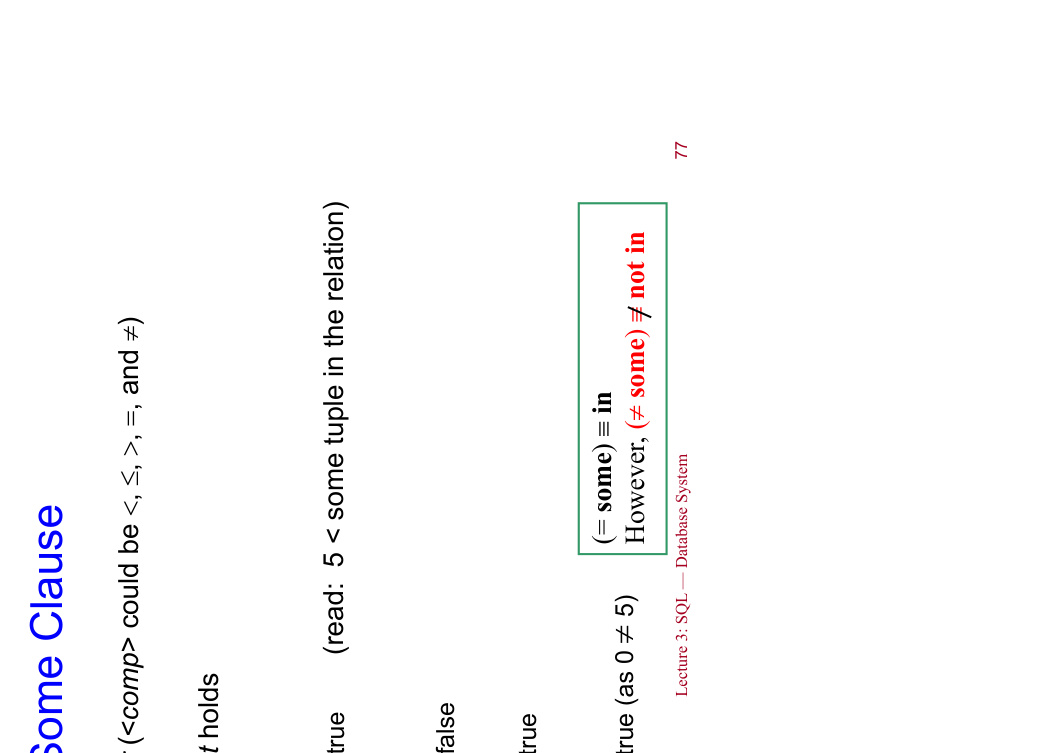 Some Clause
(<comp> could be <, ≤, >, =, and ≠)
t holds
true (read: 5 < some tuple in the relation)
false
true
true (as 0 ≠ 5)
(= some) ≡ in
However, (≠ some) ≢ not in
Lecture 3: SQL — Database System 77